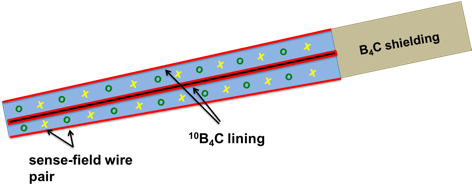 B₄C shielding
¹⁰B₄C lining
sense-field wire
pair